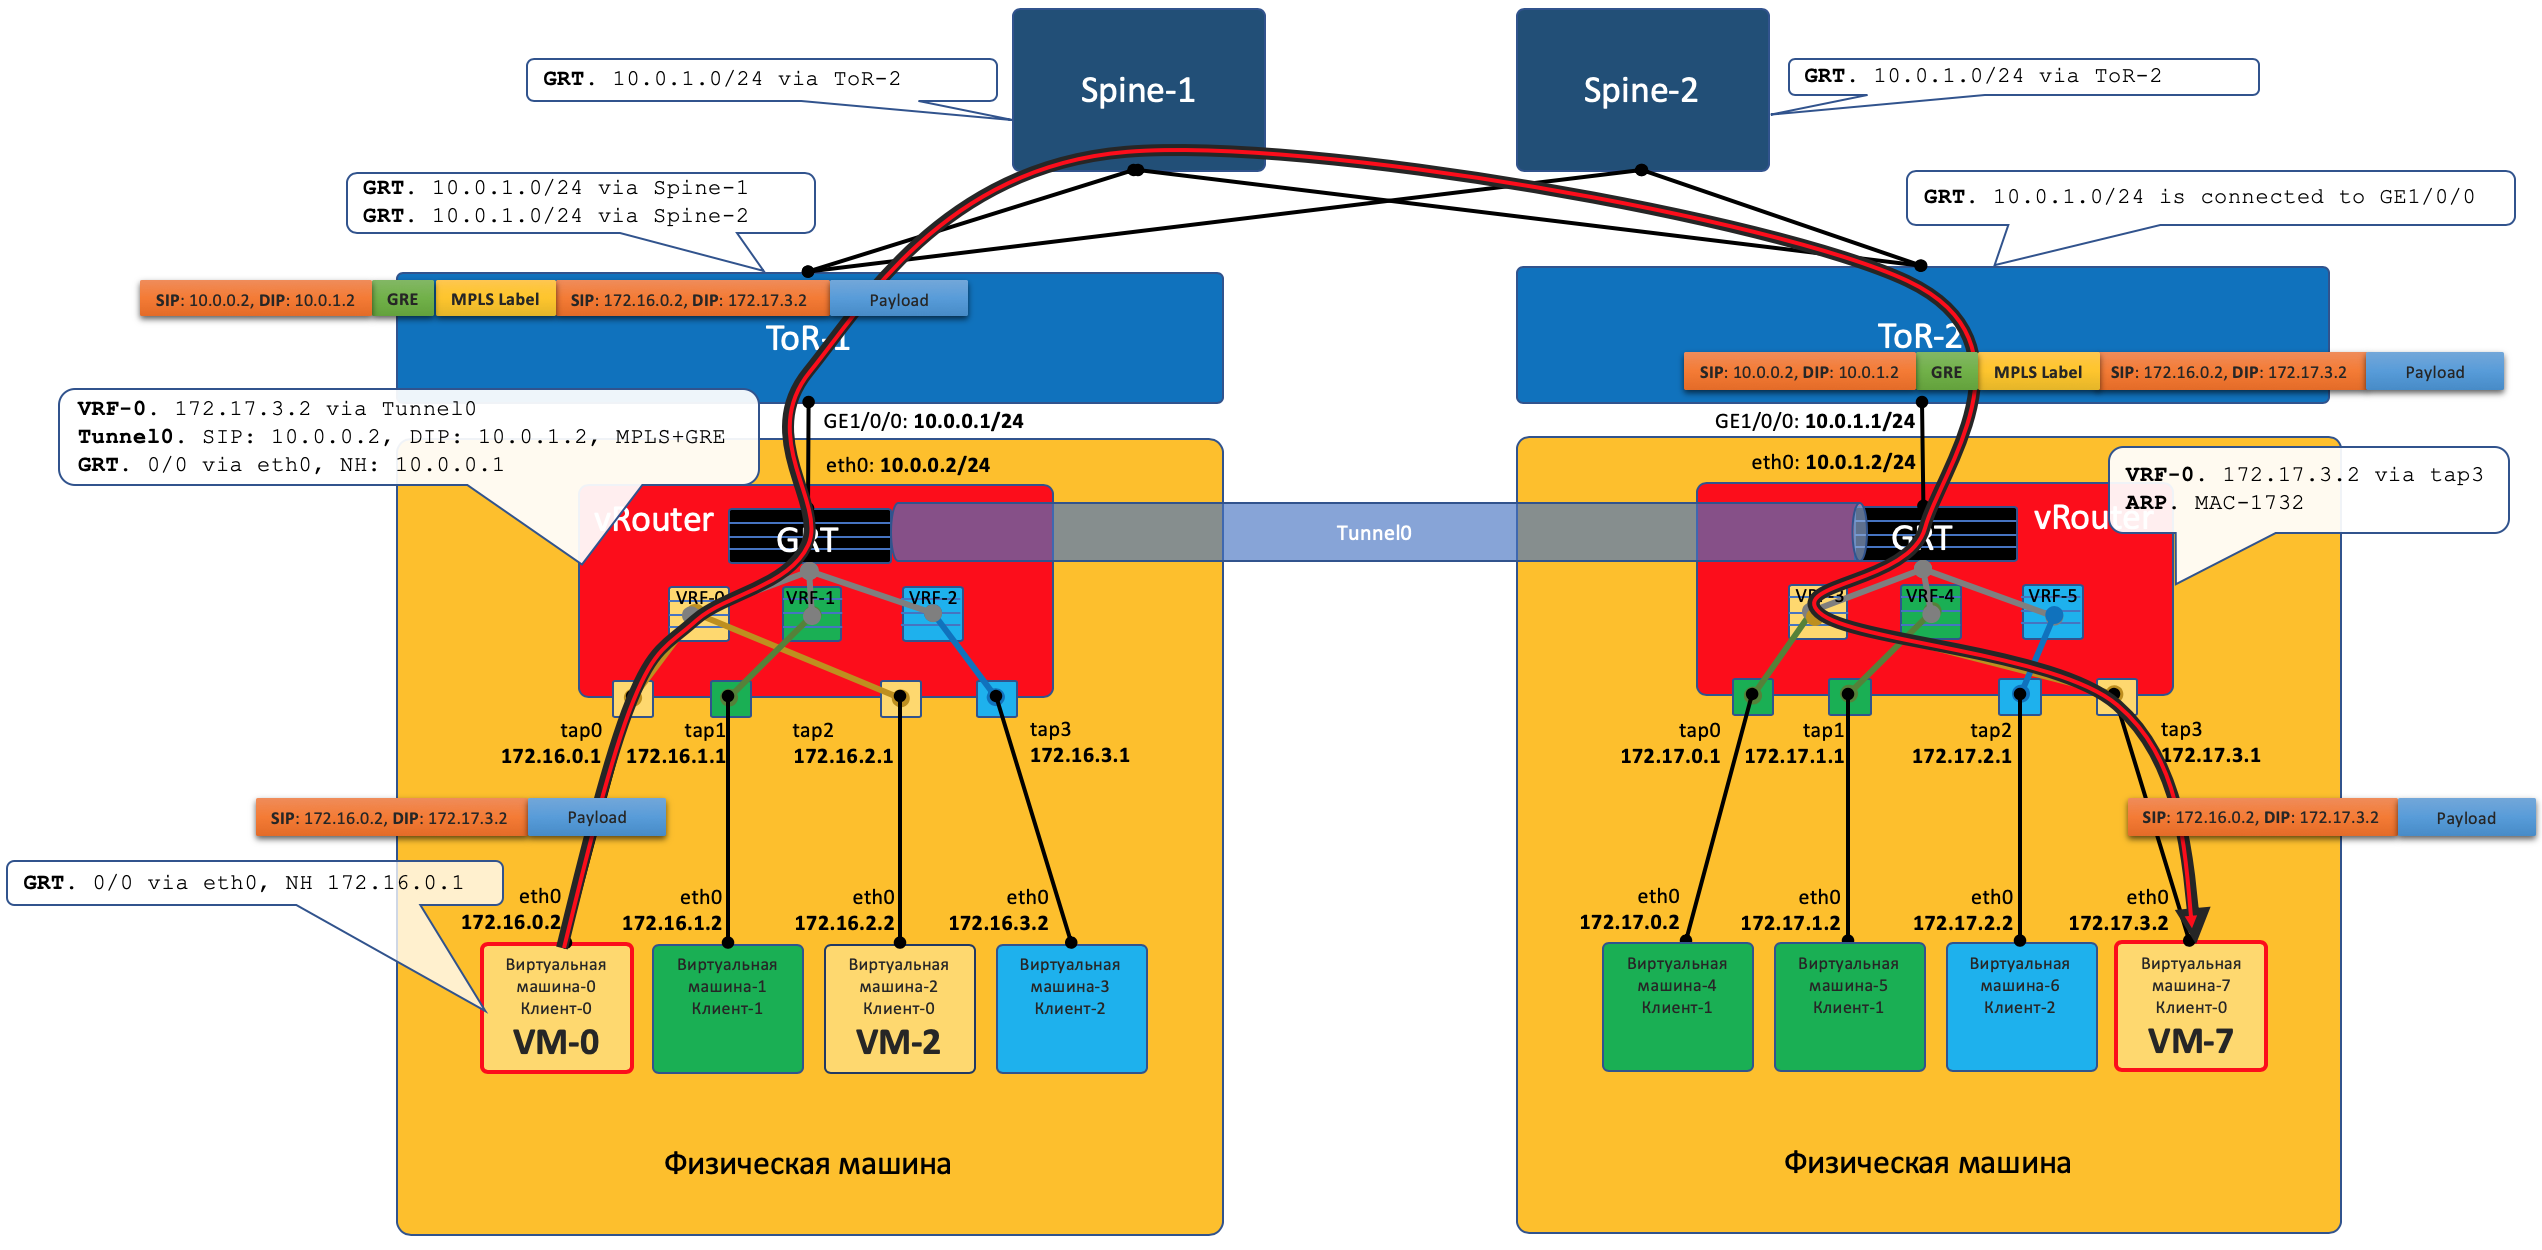 Spine-1
Spine-2
GRT. 10.0.1.0/24 via ToR-2
GRT. 10.0.1.0/24 via ToR-2
GRT. 10.0.1.0/24 via Spine-1
GRT. 10.0.1.0/24 via Spine-2
GRT. 10.0.1.0/24 is connected to GE1/0/0
SIP: 10.0.0.2, DIP: 10.0.1.2 GRE MPLS Label SIP: 172.16.0.2, DIP: 172.17.3.2 Payload
ToR-1
ToR-2
SIP: 10.0.0.2, DIP: 10.0.1.2 GRE MPLS Label SIP: 172.16.0.2, DIP: 172.17.3.2 Payload
VRF-0. 172.17.3.2 via Tunnel0
Tunnel0. SIP: 10.0.0.2, DIP: 10.0.1.2, MPLS+GRE
GRT. 0/0 via eth0, NH: 10.0.0.1
GE1/0/0: 10.0.0.1/24
eth0: 10.0.0.2/24
GE1/0/0: 10.0.1.1/24
eth0: 10.0.1.2/24
VRF-0. 172.17.3.2 via tap3
ARP. MAC-1732
vRouter
GRT
Tunnel0
GRT
vRouter
VRF-0
VRF-1
VRF-2
VRF-3
VRF-4
VRF-5
tap0
172.16.0.1
tap1
172.16.1.1
tap2
172.16.2.1
tap3
172.16.3.1
tap0
172.17.0.1
tap1
172.17.1.1
tap2
172.17.2.1
tap3
172.17.3.1
SIP: 172.16.0.2, DIP: 172.17.3.2 Payload
SIP: 172.16.0.2, DIP: 172.17.3.2 Payload
GRT. 0/0 via eth0, NH 172.16.0.1
eth0
172.16.0.2
eth0
172.16.1.2
eth0
172.16.2.2
eth0
172.16.3.2
eth0
172.17.0.2
eth0
172.17.1.2
eth0
172.17.2.2
eth0
172.17.3.2
Виртуальная
машина-0
Клиент-0
VM-0
Виртуальная
машина-1
Клиент-1
Виртуальная
машина-2
Клиент-0
VM-2
Виртуальная
машина-3
Клиент-2
Виртуальная
машина-4
Клиент-1
Виртуальная
машина-5
Клиент-1
Виртуальная
машина-6
Клиент-2
Виртуальная
машина-7
Клиент-0
VM-7
Физическая машина
Физическая машина